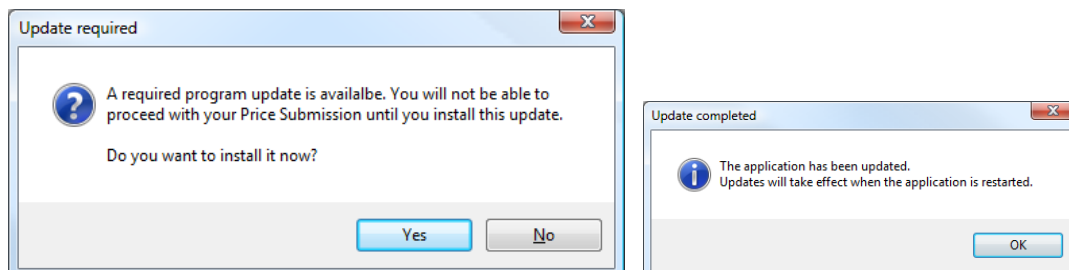 Update required
A required program update is availalbe. You will not be able to
proceed with your Price Submission until you install this update.
Do you want to install it now?
Yes
No
Update completed
The application has been updated.
Updates will take effect when the application is restarted.
OK